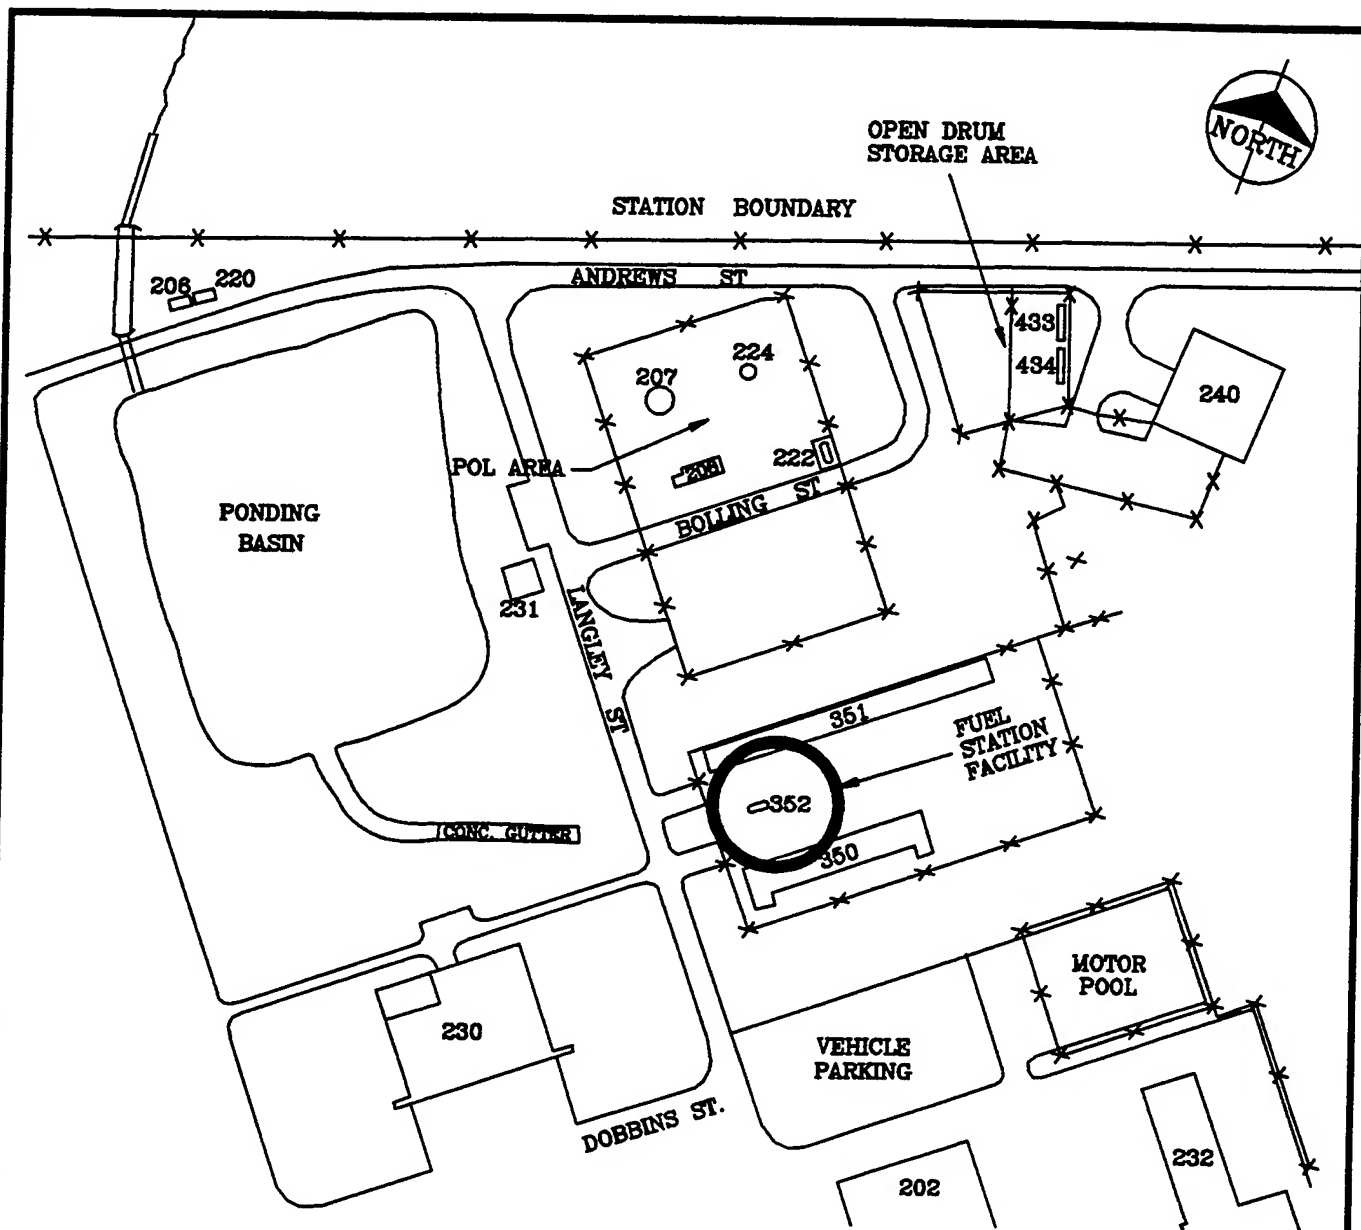 NORTH
OPEN DRUM
STORAGE AREA
STATION BOUNDARY
ANDREWS ST
206
220
433
434
240
207
224
POL AREA
222
BOLLING ST
PONDING
BASIN
231
LANGLEY ST
351
FUEL
STATION
FACILITY
352
350
CONC. GUTTER
MOTOR
POOL
230
VEHICLE
PARKING
DOBBINS ST.
202
232